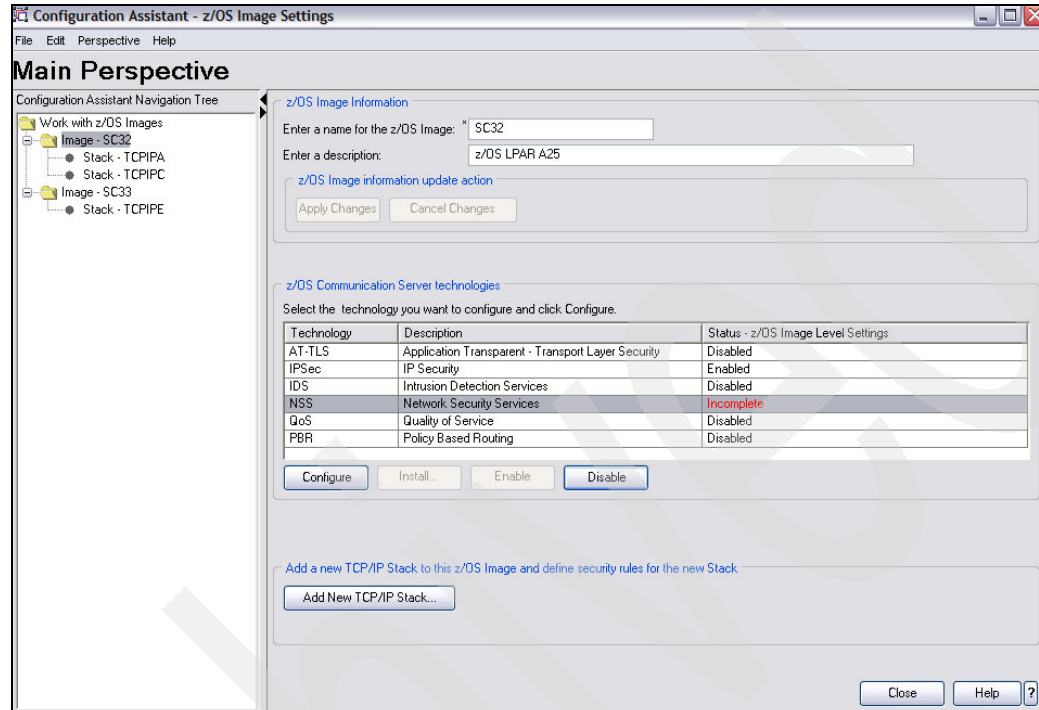 Configuration Assistant - z/OS Image Settings
File Edit Perspective Help
Main Perspective
Configuration Assistant Navigation Tree
Work with z/OS Images
Image - SC32
Stack - TCPIPA
Stack - TCPIPC
Image - SC33
Stack - TCPIPE
z/OS Image Information
Enter a name for the z/OS Image: * SC32
Enter a description: z/OS LPAR A25
z/OS Image information update action
Apply Changes Cancel Changes
z/OS Communication Server technologies
Select the technology you want to configure and click Configure.
Technology Description Status - z/OS Image Level Settings
AT-TLS Application Transparent - Transport Layer Security Disabled
IPSec IP Security Enabled
IDS Intrusion Detection Services Disabled
NSS Network Security Services Incomplete
QoS Quality of Service Disabled
PBR Policy Based Routing Disabled
Configure Install... Enable Disable
Add a new TCP/IP Stack to this z/OS Image and define security rules for the new Stack
Add New TCP/IP Stack...
Close Help ?